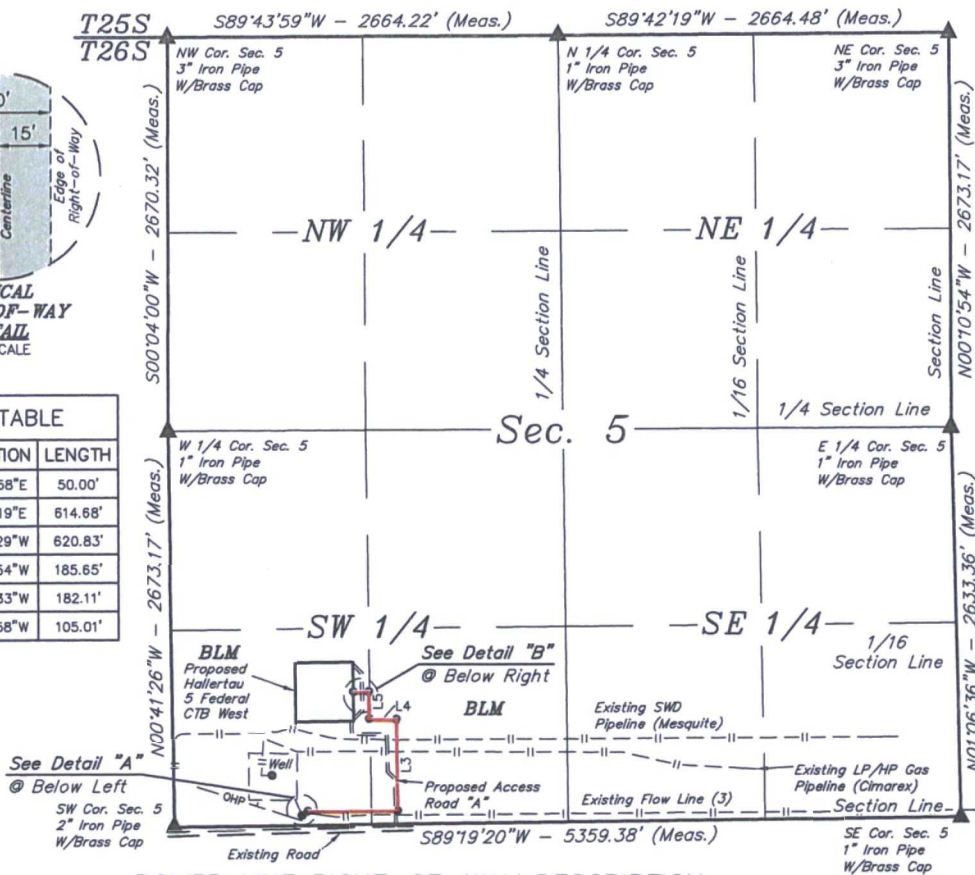 T25S
T26S
S89°43'59"W - 2664.22' (Meas.)
S89°42'19"W - 2664.48' (Meas.)
NW Cor. Sec. 5
3" Iron Pipe
W/Brass Cap
N 1/4 Cor. Sec. 5
1" Iron Pipe
W/Brass Cap
NE Cor. Sec. 5
3" Iron Pipe
W/Brass Cap
0'
15'
Centerline
Edge of
Right-of-Way
CAL
OF-WAY
AIL
CALE
S00°04'00"W - 2670.32' (Meas.)
NW 1/4
NE 1/4
1/4 Section Line
1/16 Section Line
Section Line
N00°10'54"W - 2673.17' (Meas.)
TABLE
TION LENGTH
58"E 50.00'
19"E 614.68'
29"W 620.83'
54"W 185.65'
33"W 182.11'
58"W 105.01'
Sec. 5
1/4 Section Line
W 1/4 Cor. Sec. 5
1" Iron Pipe
W/Brass Cap
E 1/4 Cor. Sec. 5
1" Iron Pipe
W/Brass Cap
N00°41'26"W - 2673.17' (Meas.)
SW 1/4
SE 1/4
1/16
Section Line
N01°06'36"W - 2633.36' (Meas.)
BLM
Proposed
Hallertau
5 Federal
CTB West
See Detail "B"
@ Below Right
BLM
L5
L4
L3
Existing SWD
Pipeline (Mesquite)
Well
OHP
See Detail "A"
@ Below Left
Proposed Access
Road "A"
Existing LP/HP Gas
Pipeline (Cimarex)
Existing Flow Line (3)
Section Line
SW Cor. Sec. 5
2" Iron Pipe
W/Brass Cap
Existing Road
S89°19'20"W - 5359.38' (Meas.)
SE Cor. Sec. 5
1" Iron Pipe
W/Brass Cap